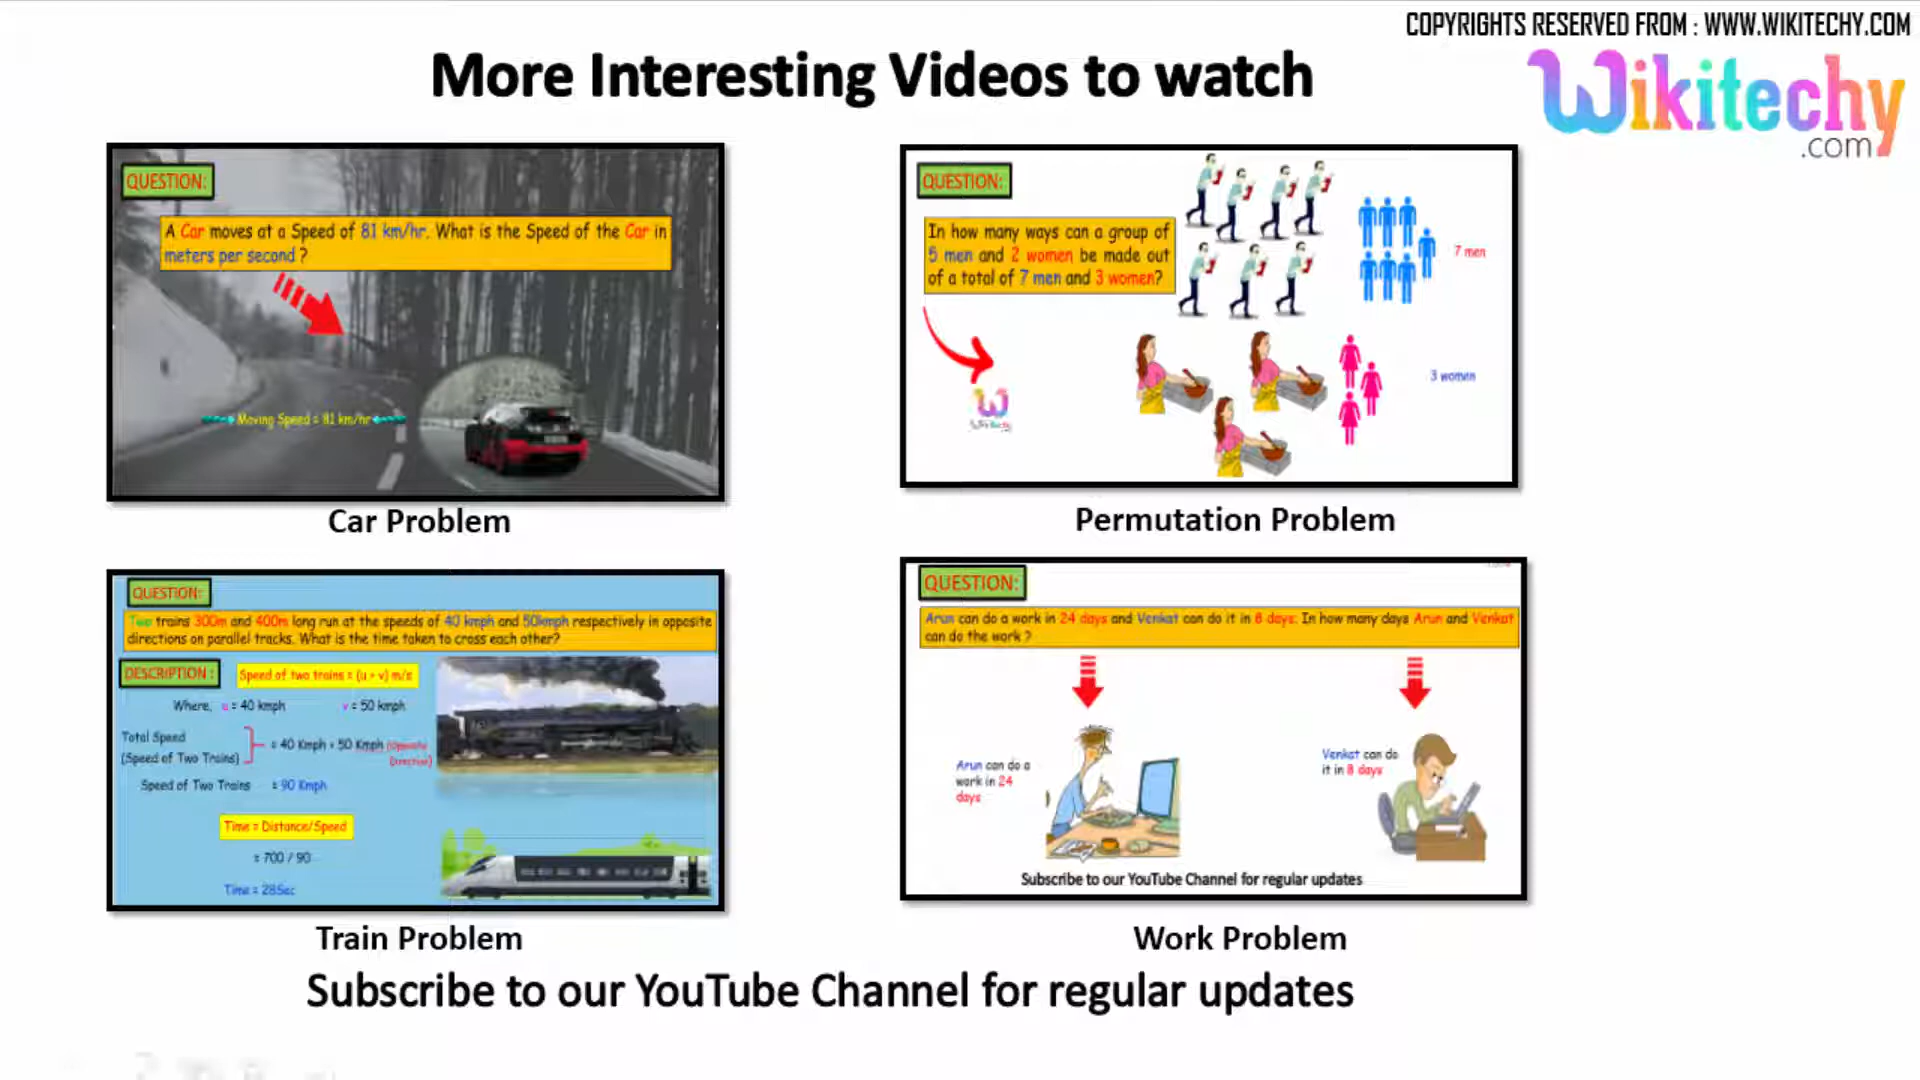 COPYRIGHTS RESERVED FROM : WWW.WIKITECHY.COM
More Interesting Videos to watch
Wikitechy
.com
QUESTION:
A Car moves at a Speed of 81 km/hr. What is the Speed of the Car in
meters per second ?
Moving Speed = 81 km/hr
Car Problem
QUESTION:
In how many ways can a group of
5 men and 2 women be made out
of a total of 7 men and 3 women?
7 men
3 women
Wikitechy
Permutation Problem
QUESTION:
Two trains 300m and 400m long run at the speeds of 40 kmph and 50kmph respectively in opposite
directions on parallel tracks. What is the time taken to cross each other?
DESCRIPTION :
Speed of two trains = (u + v) m/s
Where, u = 40 kmph v = 50 kmph
Total Speed
(Speed of Two Trains)
= 40 Kmph + 50 Kmph (Opposite
Direction)
Speed of Two Trains = 90 Kmph
Time = Distance/Speed
= 700 / 90
Time = 28Sec
Train Problem
QUESTION:
Arun can do a work in 24 days and Venkat can do it in 8 days. In how many days Arun and Venkat
can do the work ?
Arun can do a
work in 24
days
Venkat can do
it in 8 days
Subscribe to our YouTube Channel for regular updates
Work Problem
Subscribe to our YouTube Channel for regular updates